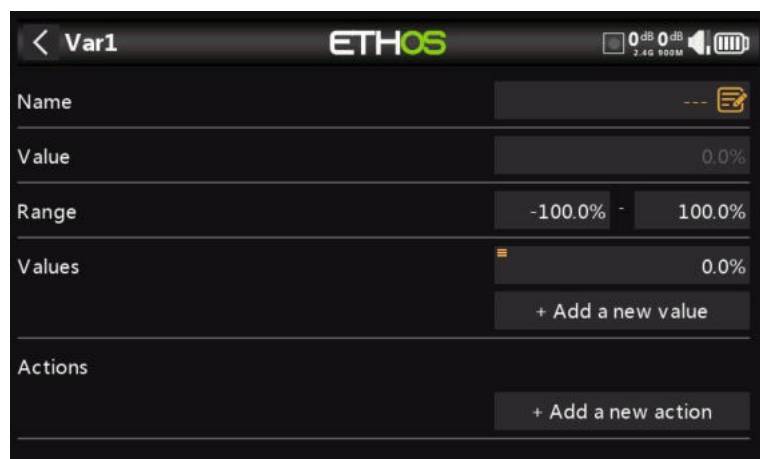 Var1 ETHOS 0dB 0dB
2.4G 900M
Name ---
Value 0.0%
Range -100.0% - 100.0%
Values 0.0%
+ Add a new value
Actions
+ Add a new action